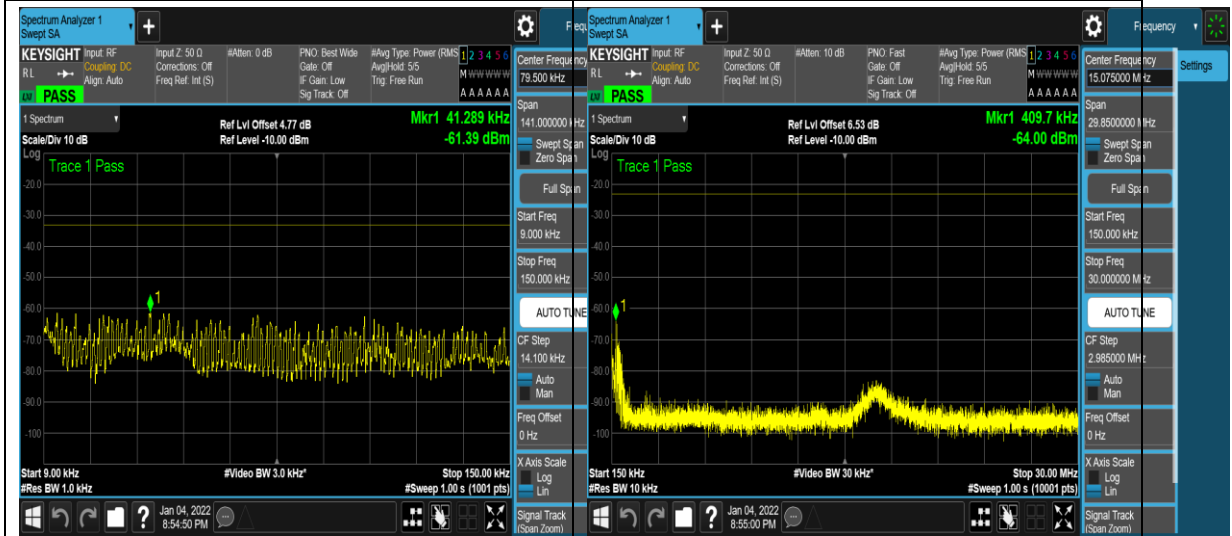 Spectrum Analyzer 1
Swept SA
+
KEYSIGHT
RL
PASS
Input: RF
Coupling: DC
Align: Auto
Input Z: 50 Ω
Corrections: Off
Freq Ref: Int (S)
#Atten: 0 dB
PNO: Best Wide
Gate: Off
IF Gain: Low
Sig Track: Off
#Avg Type: Power (RMS
Avg|Hold: 5/5
Trig: Free Run
1 2 3 4 5 6
M W W W W W
A A A A A A
1 Spectrum
Scale/Div 10 dB
Log
Ref Lvl Offset 4.77 dB
Ref Level -10.00 dBm
Mkr1 41.289 kHz
-61.39 dBm
Trace 1 Pass
-20.0
-30.0
-40.0
-50.0
-60.0
-70.0
-80.0
-90.0
-100
1
Start 9.00 kHz
#Res BW 1.0 kHz
#Video BW 3.0 kHz*
Stop 150.00 kHz
#Sweep 1.00 s (1001 pts)
?
Jan 04, 2022
8:54:50 PM
Frequ
Center Frequency
79.500 kHz
Span
141.000000 kHz
Swept Span
Zero Span
Full Span
Start Freq
9.000 kHz
Stop Freq
150.000 kHz
AUTO TUNE
CF Step
14.100 kHz
Auto
Man
Freq Offset
0 Hz
X Axis Scale
Log
Lin
Signal Track
(Span Zoom)
Spectrum Analyzer 1
Swept SA
+
KEYSIGHT
RL
PASS
Input: RF
Coupling: DC
Align: Auto
Input Z: 50 Ω
Corrections: Off
Freq Ref: Int (S)
#Atten: 10 dB
PNO: Fast
Gate: Off
IF Gain: Low
Sig Track: Off
#Avg Type: Power (RMS
Avg|Hold: 5/5
Trig: Free Run
1 2 3 4 5 6
M W W W W W
A A A A A A
1 Spectrum
Scale/Div 10 dB
Log
Ref Lvl Offset 6.53 dB
Ref Level -10.00 dBm
Mkr1 409.7 kHz
-64.00 dBm
Trace 1 Pass
-20.0
-30.0
-40.0
-50.0
-60.0
-70.0
-80.0
-90.0
-100
1
Start 150 kHz
#Res BW 10 kHz
#Video BW 30 kHz*
Stop 30.00 MHz
#Sweep 1.00 s (10001 pts)
?
Jan 04, 2022
8:55:00 PM
Frequency
Settings
Center Frequency
15.075000 MHz
Span
29.8500000 MHz
Swept Span
Zero Span
Full Span
Start Freq
150.000 kHz
Stop Freq
30.000000 MHz
AUTO TUNE
CF Step
2.985000 MHz
Auto
Man
Freq Offset
0 Hz
X Axis Scale
Log
Lin
Signal Track
(Span Zoom)